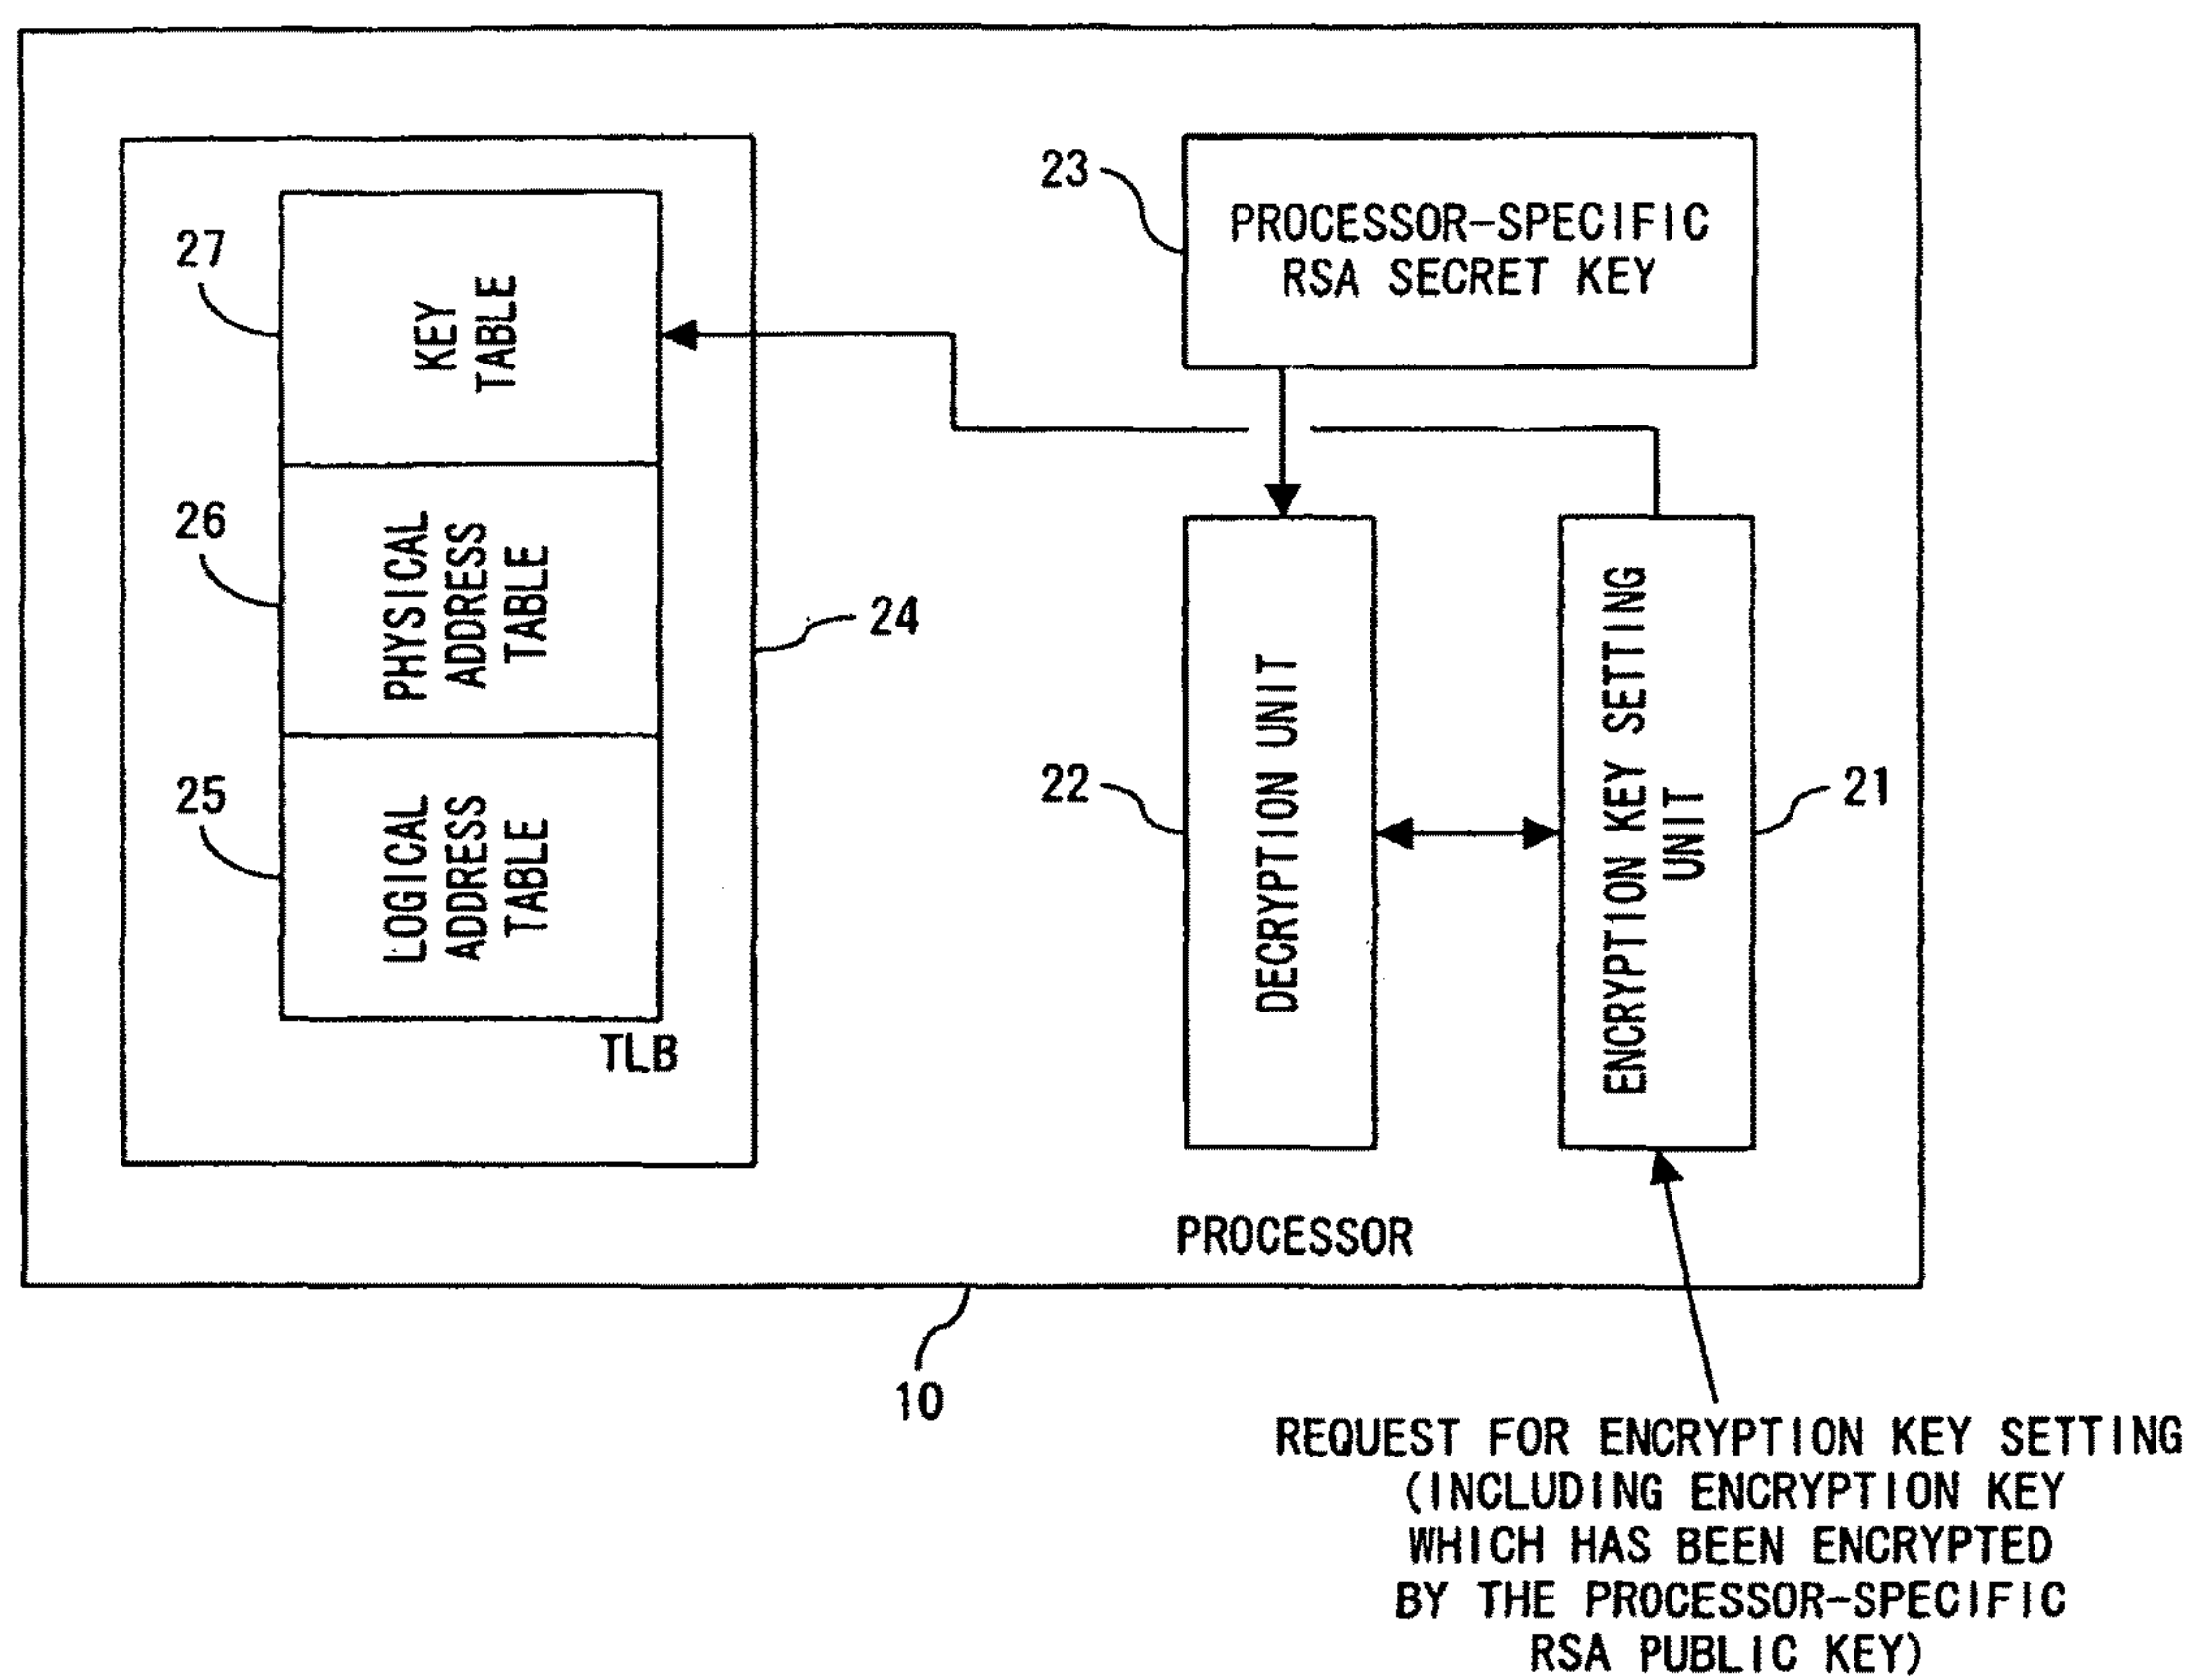 23
PROCESSOR-SPECIFIC
RSA SECRET KEY
27
KEY
TABLE
26
PHYSICAL
ADDRESS
TABLE
24
25
LOGICAL
ADDRESS
TABLE
TLB
22
DECRYPTION UNIT
ENCRYPTION KEY SETTING
UNIT
21
PROCESSOR
10
REQUEST FOR ENCRYPTION KEY SETTING
(INCLUDING ENCRYPTION KEY
WHICH HAS BEEN ENCRYPTED
BY THE PROCESSOR-SPECIFIC
RSA PUBLIC KEY)